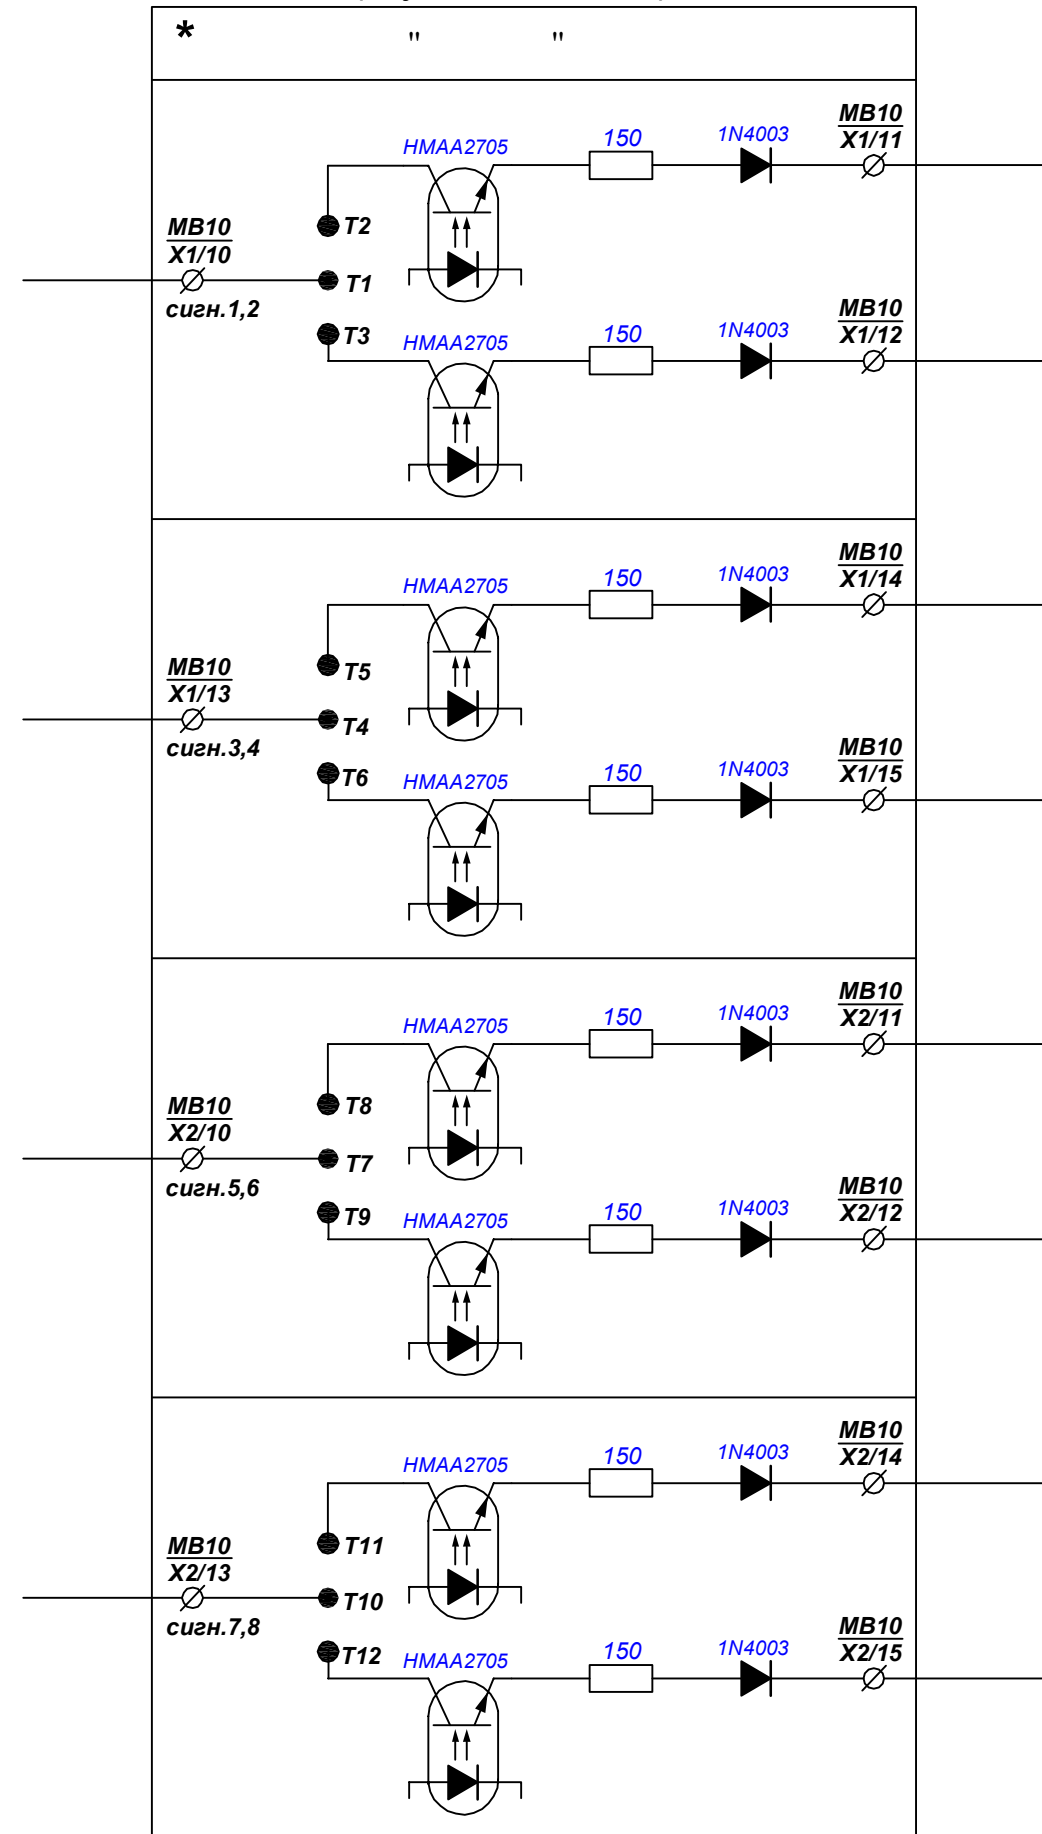 * " "
MB10
X1/10
сигн.1,2
T2
T1
T3
HMAA2705
150
1N4003
MB10
X1/11
HMAA2705
150
1N4003
MB10
X1/12
MB10
X1/13
сигн.3,4
T5
T4
T6
HMAA2705
150
1N4003
MB10
X1/14
HMAA2705
150
1N4003
MB10
X1/15
MB10
X2/10
сигн.5,6
T8
T7
T9
HMAA2705
150
1N4003
MB10
X2/11
HMAA2705
150
1N4003
MB10
X2/12
MB10
X2/13
сигн.7,8
T11
T10
T12
HMAA2705
150
1N4003
MB10
X2/14
HMAA2705
150
1N4003
MB10
X2/15